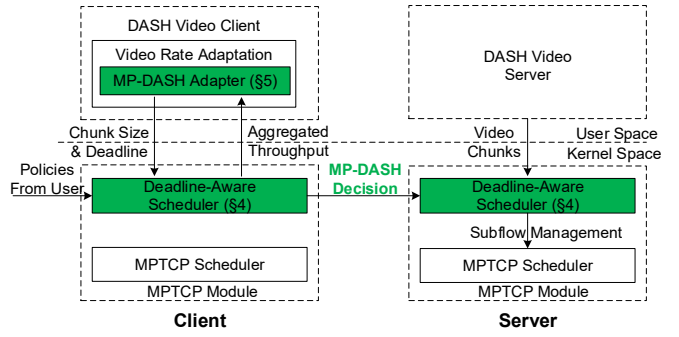 DASH Video Client
Video Rate Adaptation
MP-DASH Adapter (§5)
DASH Video
Server
Chunk Size
& Deadline
Aggregated
Throughput
Video
Chunks
User Space
Kernel Space
Policies
From User
MP-DASH
Decision
Deadline-Aware
Scheduler (§4)
Deadline-Aware
Scheduler (§4)
Subflow Management
MPTCP Scheduler
MPTCP Module
MPTCP Scheduler
MPTCP Module
Client
Server